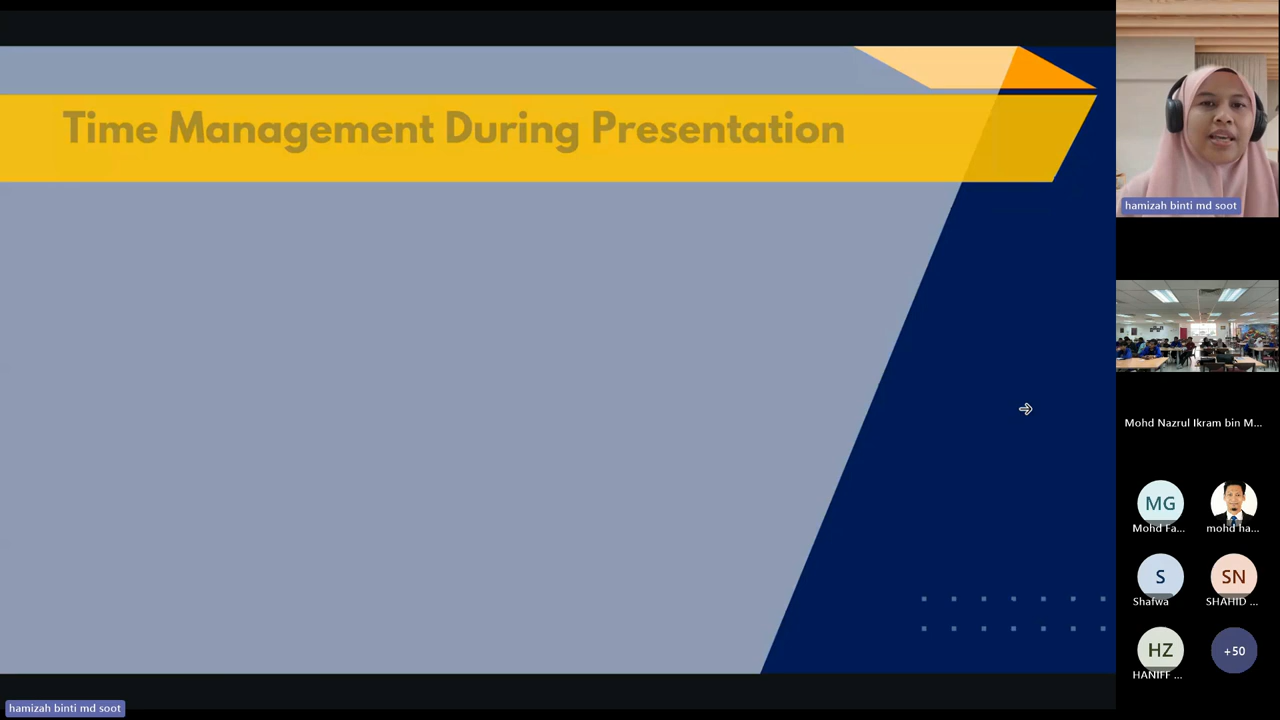 Time Management During Presentation
hamizah binti md soot
Mohd Nazrul Ikram bin M...
MG
Mohd Fa...
mohd ha...
S
Shafwa
SN
SHAHID ...
HZ
HANIFF ...
+50
hamizah binti md soot